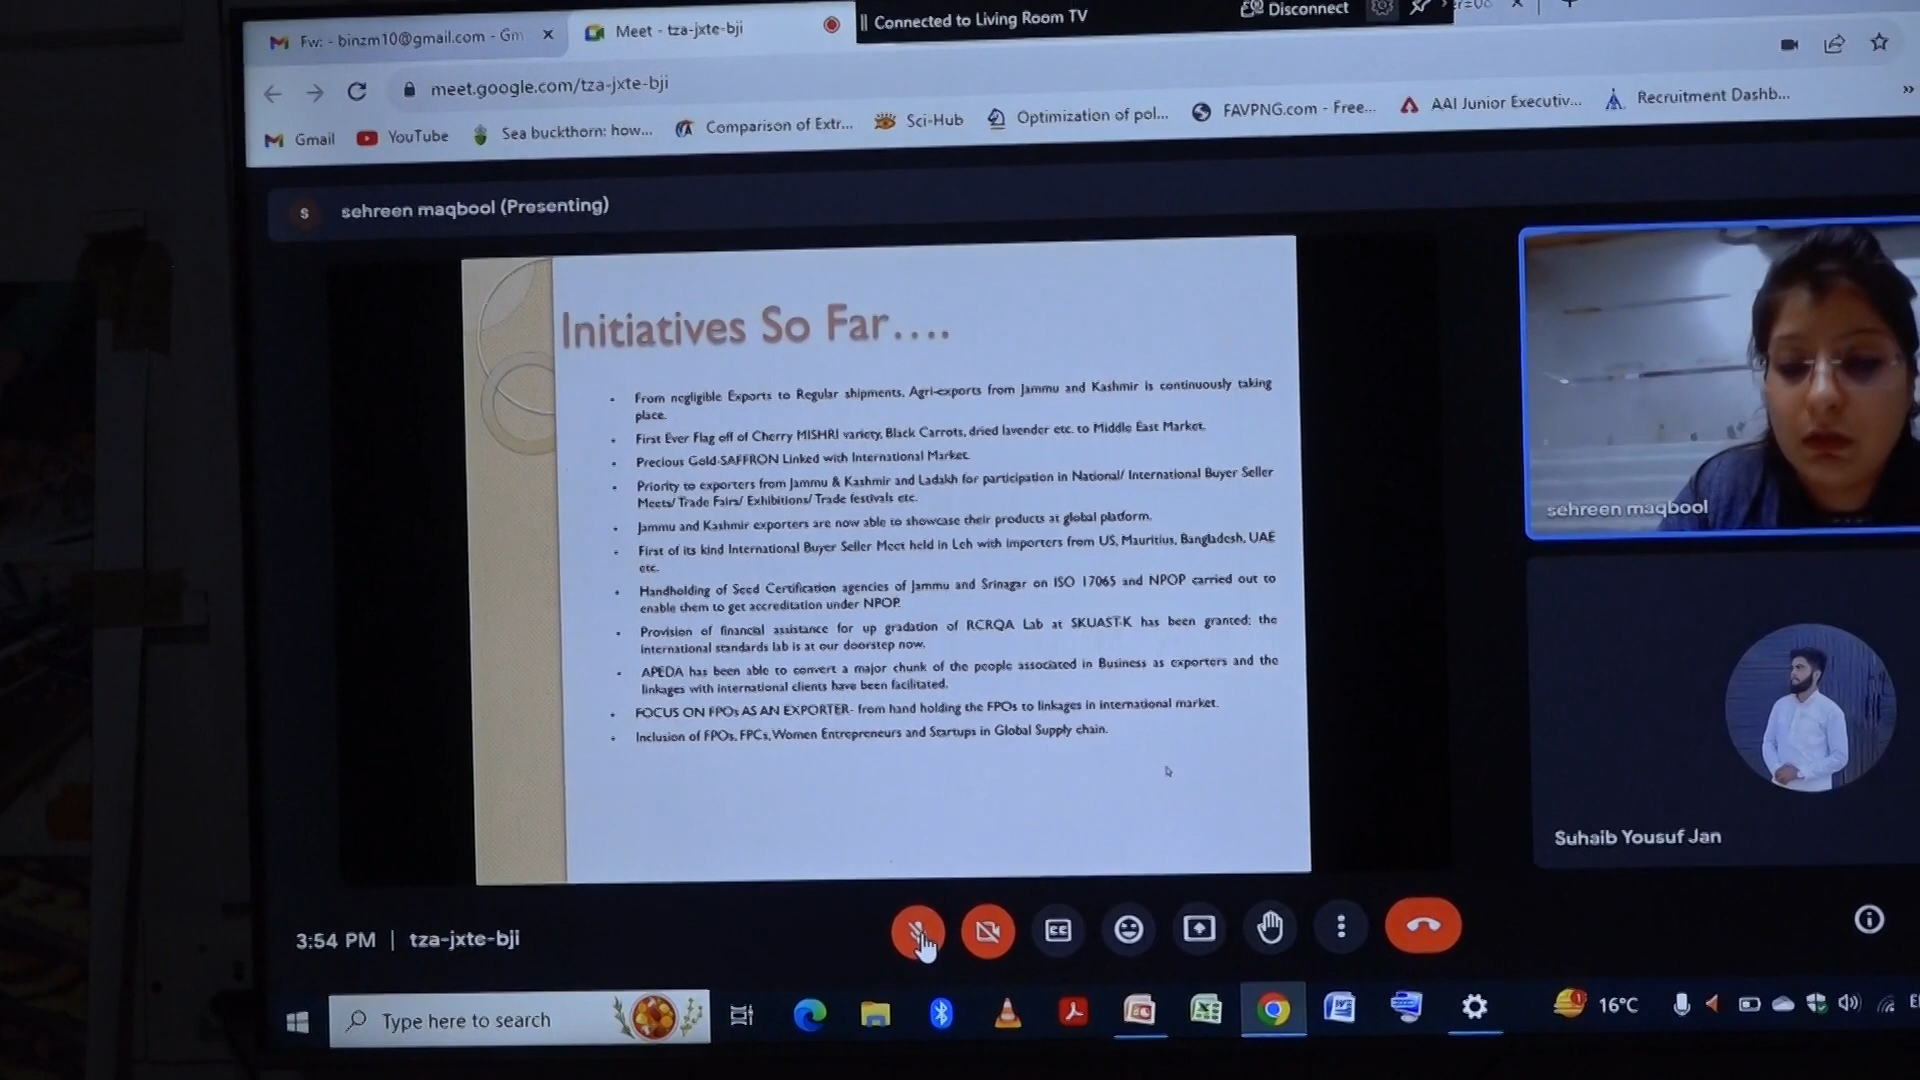 Fw: - binzm10@gmail.com - Gm
Meet - tza-jxte-bji
Connected to Living Room TV
Disconnect
meet.google.com/tza-jxte-bji
Gmail
YouTube
Sea buckthorn: how...
Comparison of Extr...
Sci-Hub
Optimization of pol...
FAVPNG.com - Free...
AAI Junior Executiv...
Recruitment Dashb...
»
S
sehreen maqbool (Presenting)
Initiatives So Far....
• From negligible Exports to Regular shipments, Agri-exports from Jammu and Kashmir is continuously taking
place.
• First Ever Flag off of Cherry MISHRI variety, Black Carrots, dried lavender etc. to Middle East Market.
• Precious Gold-SAFFRON Linked with International Market.
• Priority to exporters from Jammu & Kashmir and Ladakh for participation in National/ International Buyer Seller
Meets/ Trade Fairs/ Exhibitions/ Trade festivals etc.
• Jammu and Kashmir exporters are now able to showcase their products at global platform.
• First of its kind International Buyer Seller Meet held in Leh with importers from US, Mauritius, Bangladesh, UAE
etc.
• Handholding of Seed Certification agencies of Jammu and Srinagar on ISO 17065 and NPOP carried out to
enable them to get accreditation under NPOP.
• Provision of financial assistance for up gradation of RCRQA Lab at SKUAST-K has been granted; the
international standards lab is at our doorstep now.
• APEDA has been able to convert a major chunk of the people associated in Business as exporters and the
linkages with international clients have been facilitated.
• FOCUS ON FPOs AS AN EXPORTER- from hand holding the FPOs to linkages in international market.
• Inclusion of FPOs, FPCs, Women Entrepreneurs and Startups in Global Supply chain.
sehreen maqbool
Suhaib Yousuf Jan
3:54 PM | tza-jxte-bji
CC
Type here to search
16°C